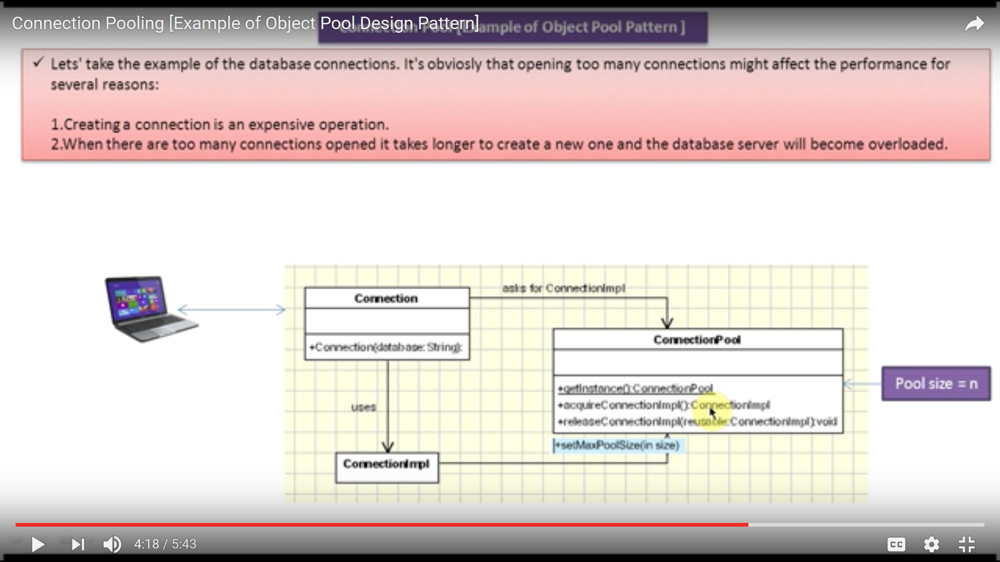 Connection Pooling [Example of Object Pool Design Pattern]
Connection Pool [Example of Object Pool Pattern ]
✓ Lets' take the example of the database connections. It's obviosly that opening too many connections might affect the performance for
several reasons:
1.Creating a connection is an expensive operation.
2.When there are too many connections opened it takes longer to create a new one and the database server will become overloaded.
asks for ConnectionImpl
Connection
+Connection(database: String):
ConnectionPool
+getInstance():ConnectionPool
+acquireConnectionImpl():ConnectionImpl
+releaseConnectionImpl(reusable:ConnectionImpl):void
Pool size = n
uses
+setMaxPoolSize(in size)
ConnectionImpl
4:18 / 5:43
CC